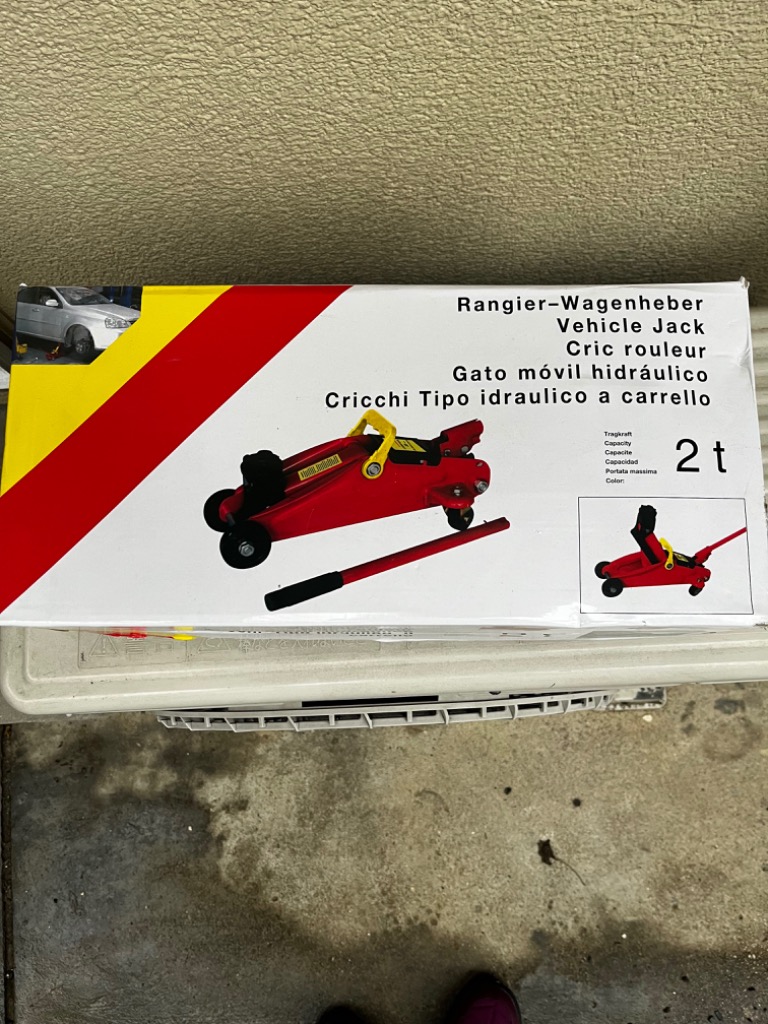 Rangier-Wagenheber
Vehicle Jack
Cric rouleur
Gato móvil hidráulico
Cricchi Tipo idraulico a carrello
Tragkraft
Capacity
Capacite
Capacidad
Portata massima
Color:
2 t